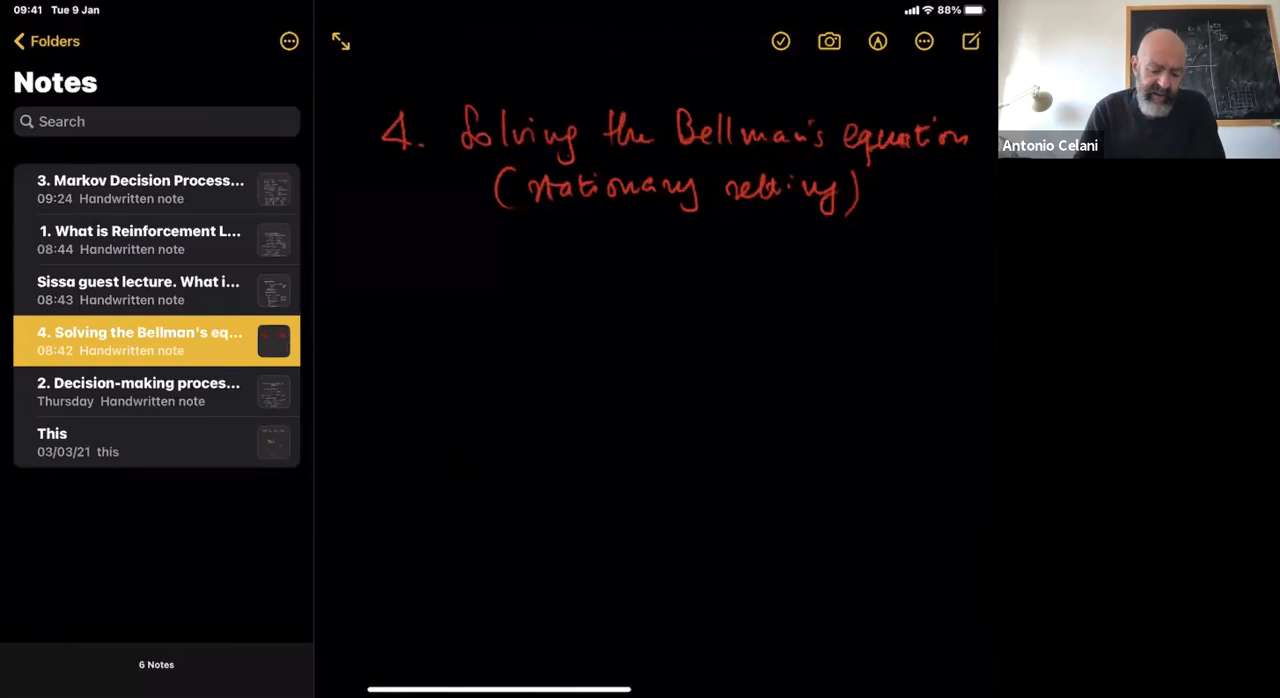 09:41 Tue 9 Jan
88%
Folders
Notes
Search
3. Markov Decision Process...
09:24 Handwritten note
1. What is Reinforcement L...
08:44 Handwritten note
Sissa guest lecture. What i...
08:43 Handwritten note
4. Solving the Bellman's eq...
08:42 Handwritten note
2. Decision-making proces...
Thursday Handwritten note
This
03/03/21 this
6 Notes
4. Solving the Bellman's equation
(stationary setting)
Antonio Celani